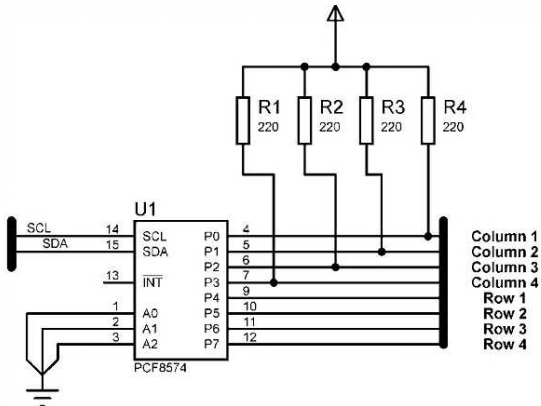 R1
220
R2
220
R3
220
R4
220
U1
SCL 14 SCL P0 4 Column 1
SDA 15 SDA P1 5 Column 2
P2 6 Column 3
13 INT P3 7 Column 4
P4 9 Row 1
1 A0 P5 10 Row 2
2 A1 P6 11 Row 3
3 A2 P7 12 Row 4
PCF8574